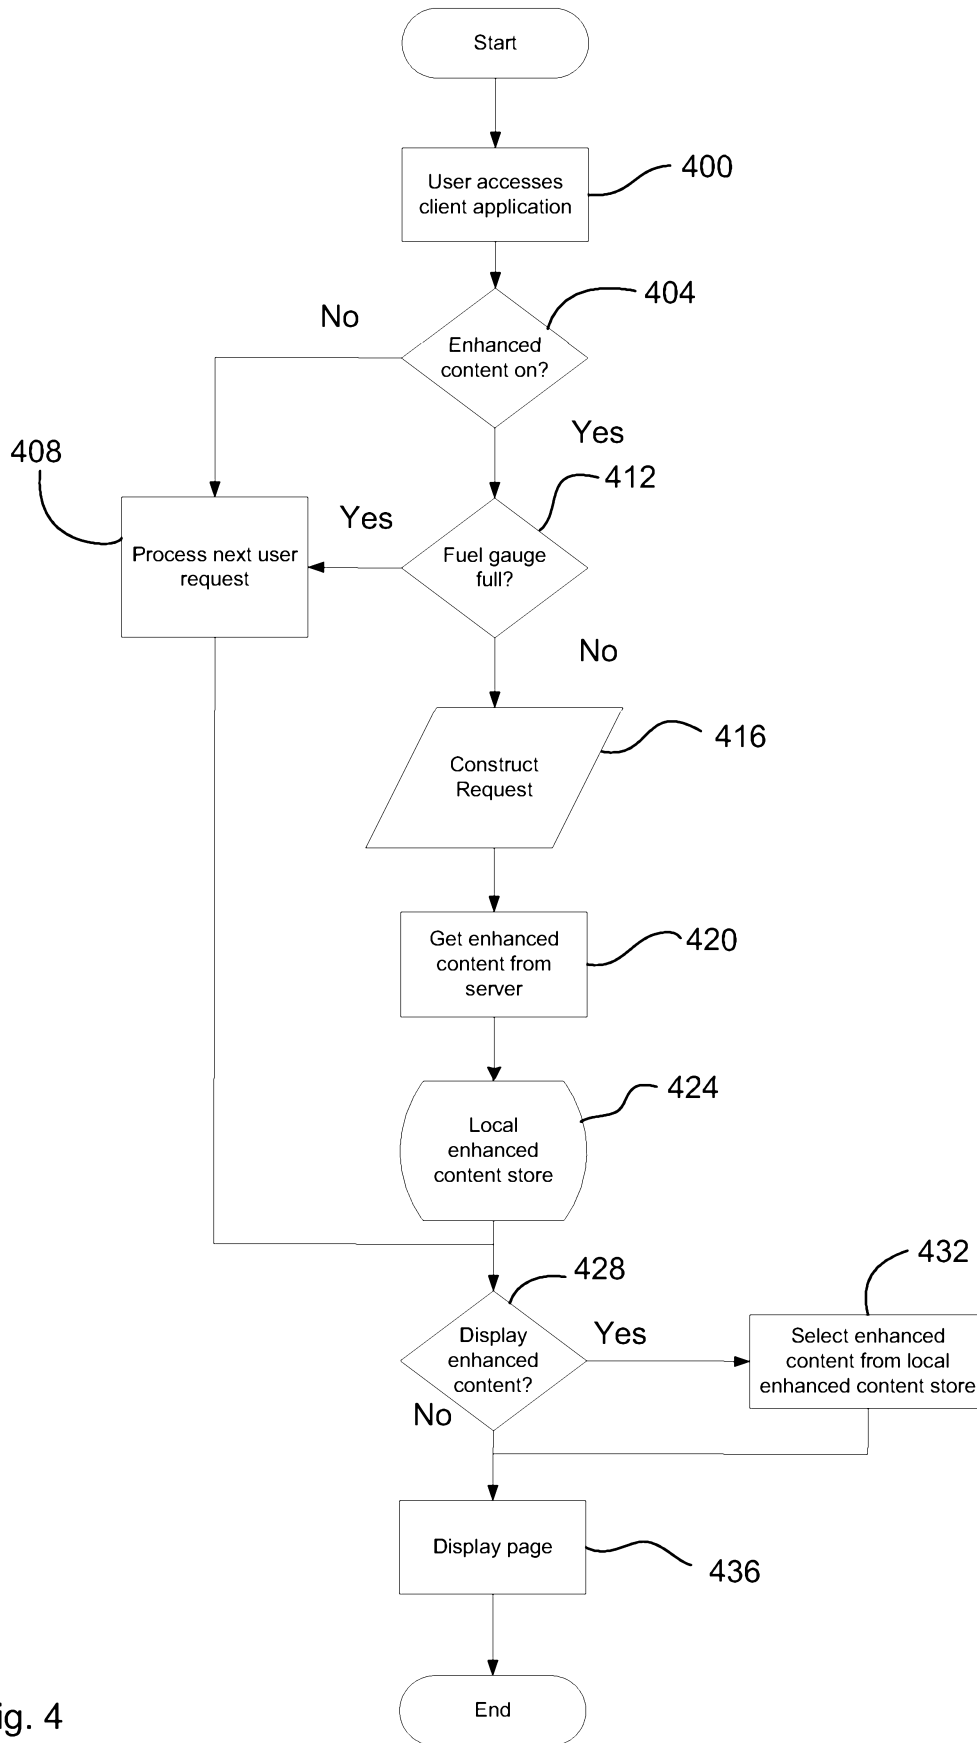 Start
User accesses
client application
400
404
No
Enhanced
content on?
Yes
408
412
Yes
Process next user
request
Fuel gauge
full?
No
416
Construct
Request
420
Get enhanced
content from
server
424
Local
enhanced
content store
432
428
Display
enhanced
content?
Yes
Select enhanced
content from local
enhanced content store
No
Display page
436
End
ig. 4